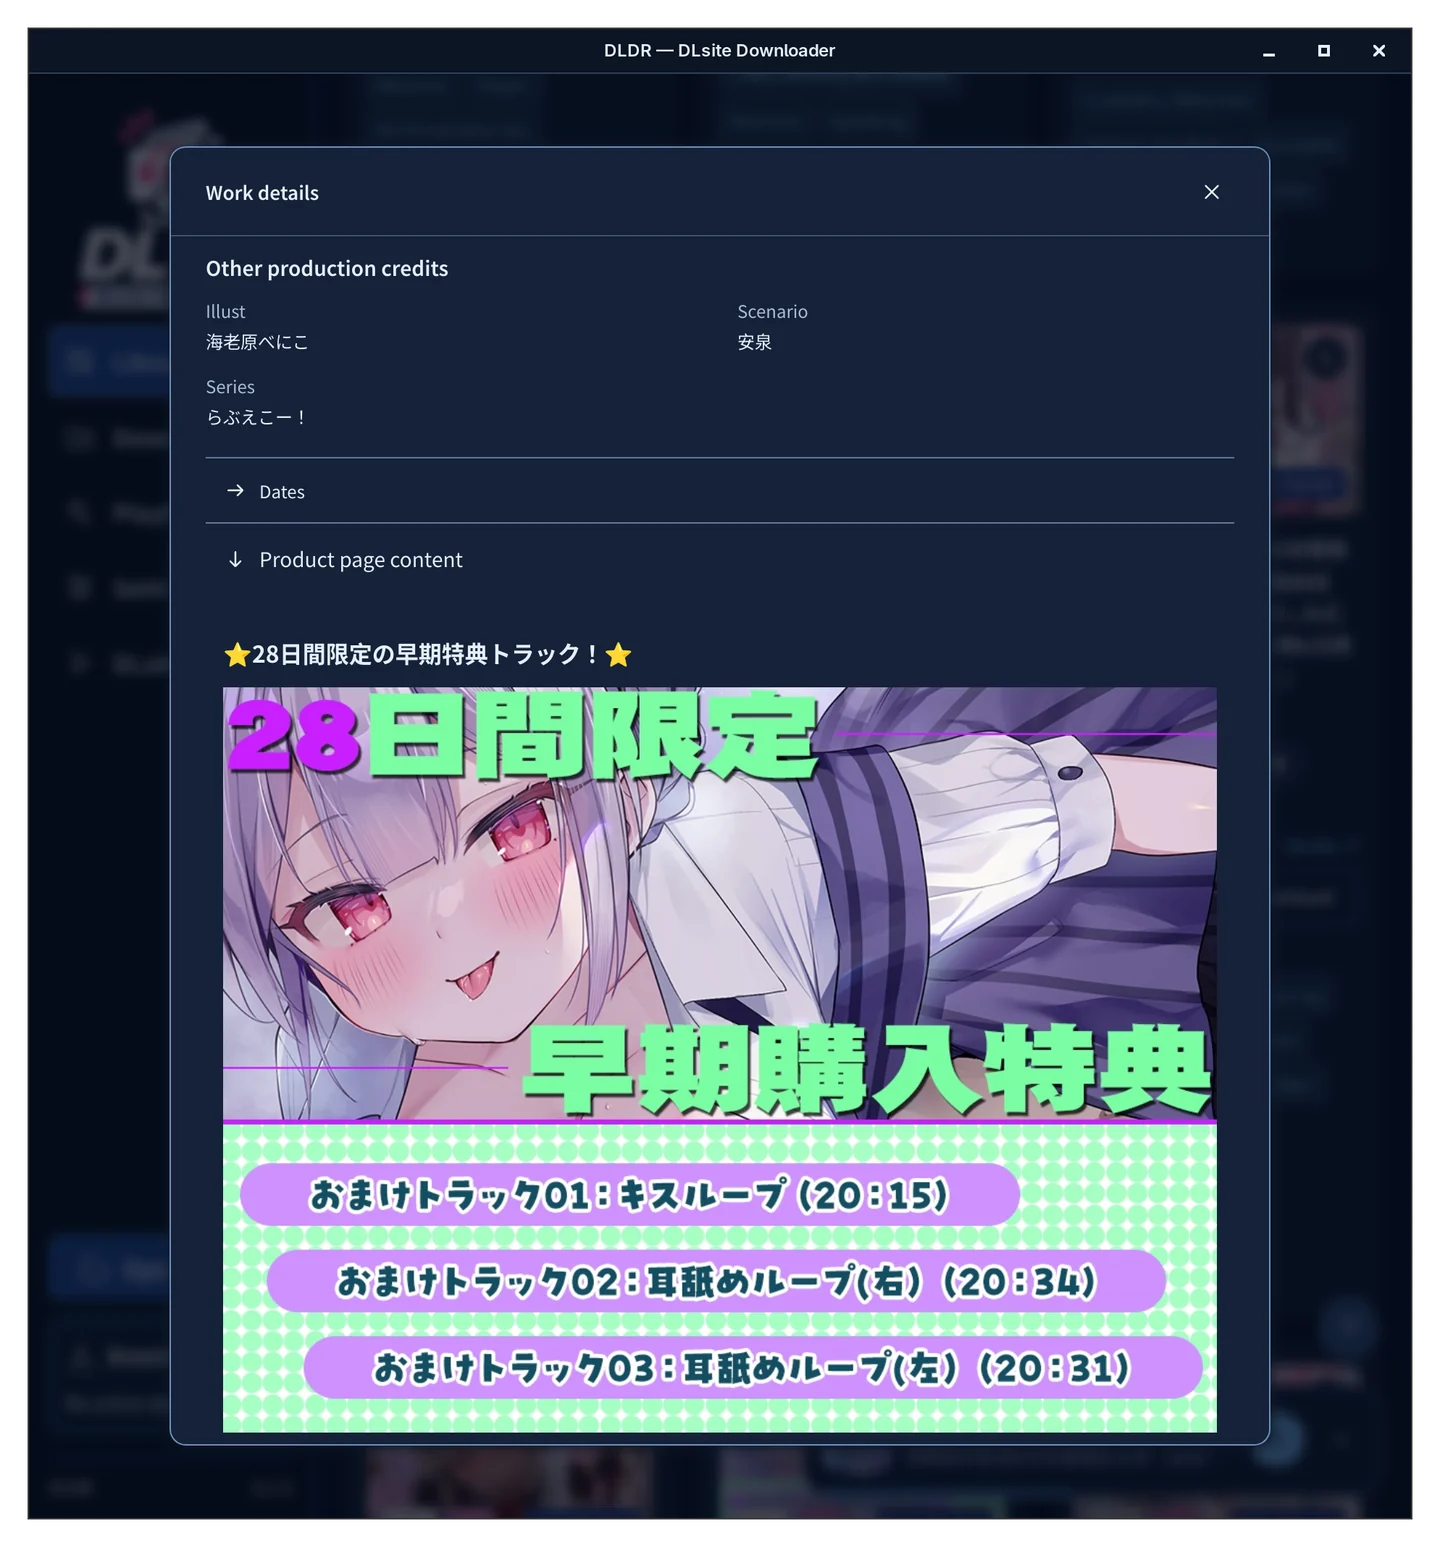 DLDR — DLsite Downloader
Work details
Other production credits
Illust
海老原べにこ
Scenario
安泉
Series
らぶえこー！
Dates
Product page content
⭐28日間限定の早期特典トラック！⭐
28日間限定
早期購入特典
おまけトラック01：キスループ (20：15)
おまけトラック02：耳舐めループ(右) (20：34)
おまけトラック03：耳舐めループ(左) (20：31)